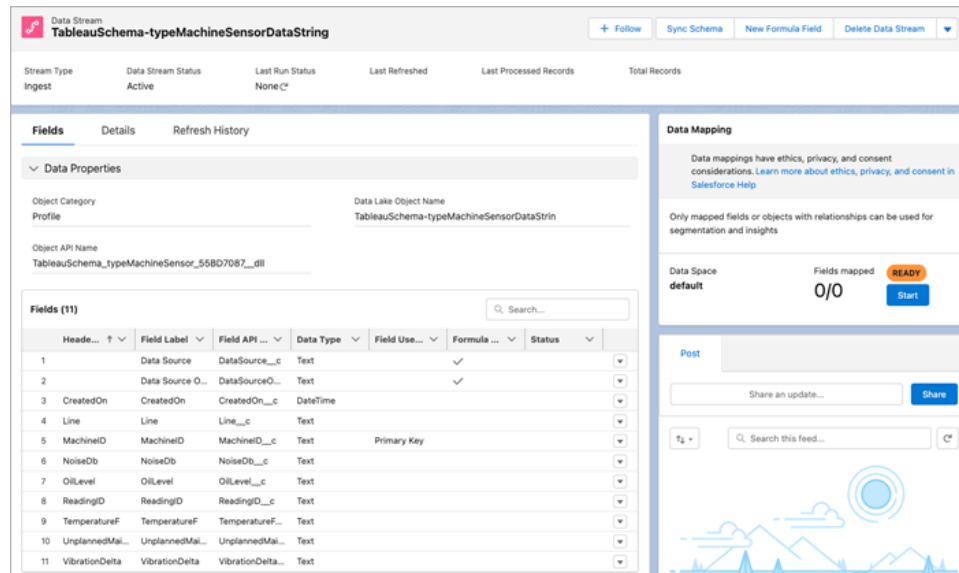 Data Stream
TableauSchema-typeMachineSensorDataString
+ Follow
Sync Schema
New Formula Field
Delete Data Stream
Stream Type
Data Stream Status
Last Run Status
Last Refreshed
Last Processed Records
Total Records
Ingest
Active
None
Fields
Details
Refresh History
Data Properties
Object Category
Data Lake Object Name
Profile
TableauSchema-typeMachineSensorDataStrin
Object API Name
TableauSchema_typeMachineSensor_55BD7087__dll
Fields (11)
Search...
Heade... Field Label Field API ... Data Type Field Use... Formula ... Status
1 Data Source DataSource__c Text
2 Data Source O... DataSourceO... Text
3 CreatedOn CreatedOn CreatedOn__c DateTime
4 Line Line Line__c Text
5 MachineID MachineID MachineID__c Text Primary Key
6 NoiseDb NoiseDb NoiseDb__c Text
7 OilLevel OilLevel OilLevel__c Text
8 ReadingID ReadingID ReadingID__c Text
9 TemperatureF TemperatureF TemperatureF... Text
10 UnplannedMai... UnplannedMai... UnplannedMai... Text
11 VibrationDelta VibrationDelta VibrationDelta... Text
Data Mapping
Data mappings have ethics, privacy, and consent
considerations. Learn more about ethics, privacy, and consent in
Salesforce Help
Only mapped fields or objects with relationships can be used for
segmentation and insights
Data Space
Fields mapped
READY
default
0/0
Start
Post
Share an update...
Share
Search this feed...